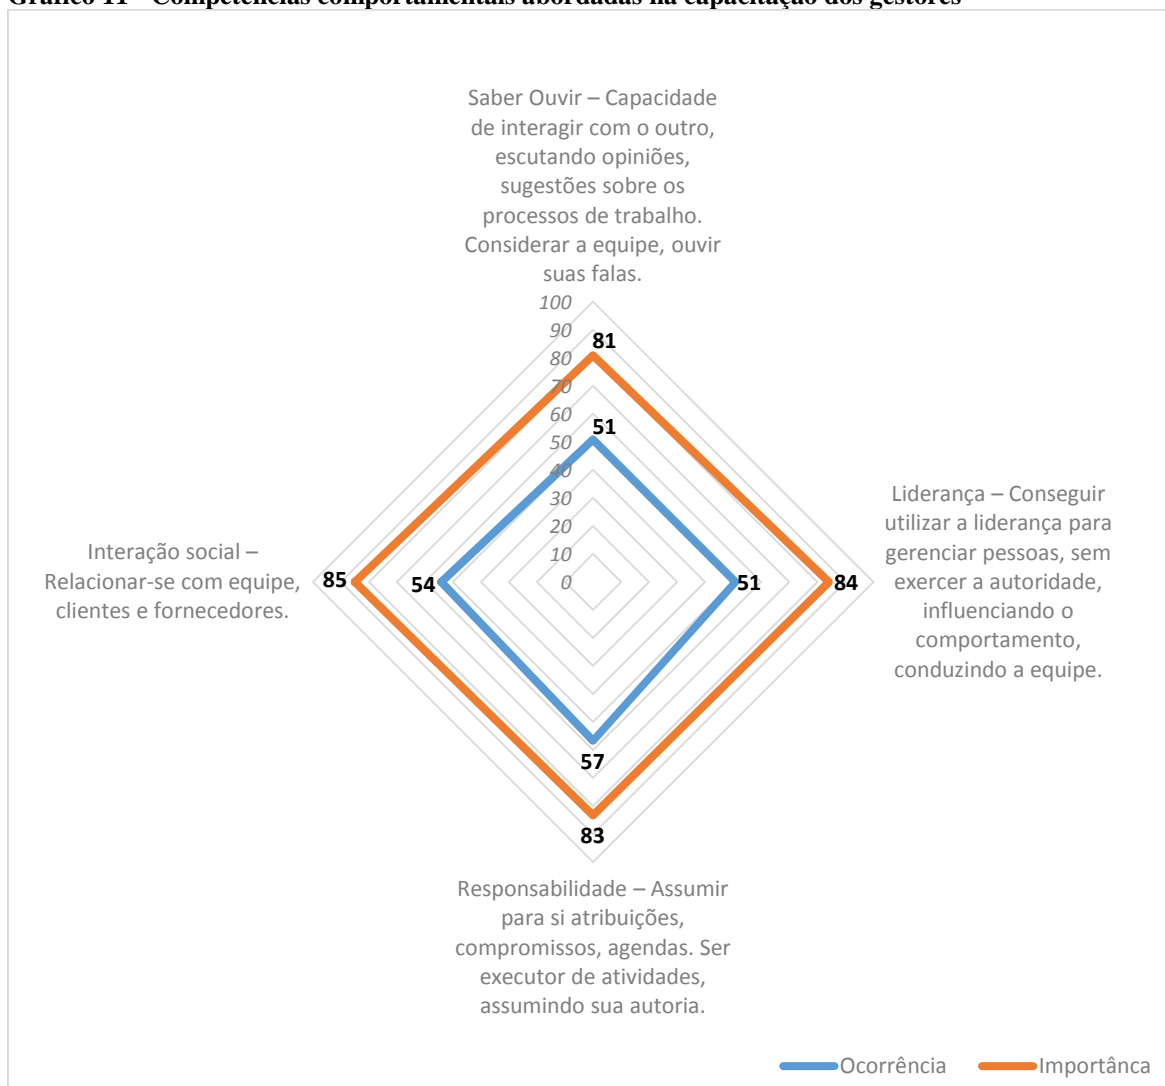 Gráfico 11 – Competências comportamentais abordadas na capacitação dos gestores
Saber Ouvir – Capacidade
de interagir com o outro,
escutando opiniões,
sugestões sobre os
processos de trabalho.
Considerar a equipe, ouvir
suas falas.
100
90
81
80
70
60
51
50
40
30
20
10
0
Liderança – Conseguir
utilizar a liderança para
gerenciar pessoas, sem
exercer a autoridade,
influenciando o
comportamento,
conduzindo a equipe.
Interação social –
Relacionar-se com equipe,
clientes e fornecedores.
85
54
51
84
57
83
Responsabilidade – Assumir
para si atribuições,
compromissos, agendas. Ser
executor de atividades,
assumindo sua autoria.
Ocorrência
Importânca